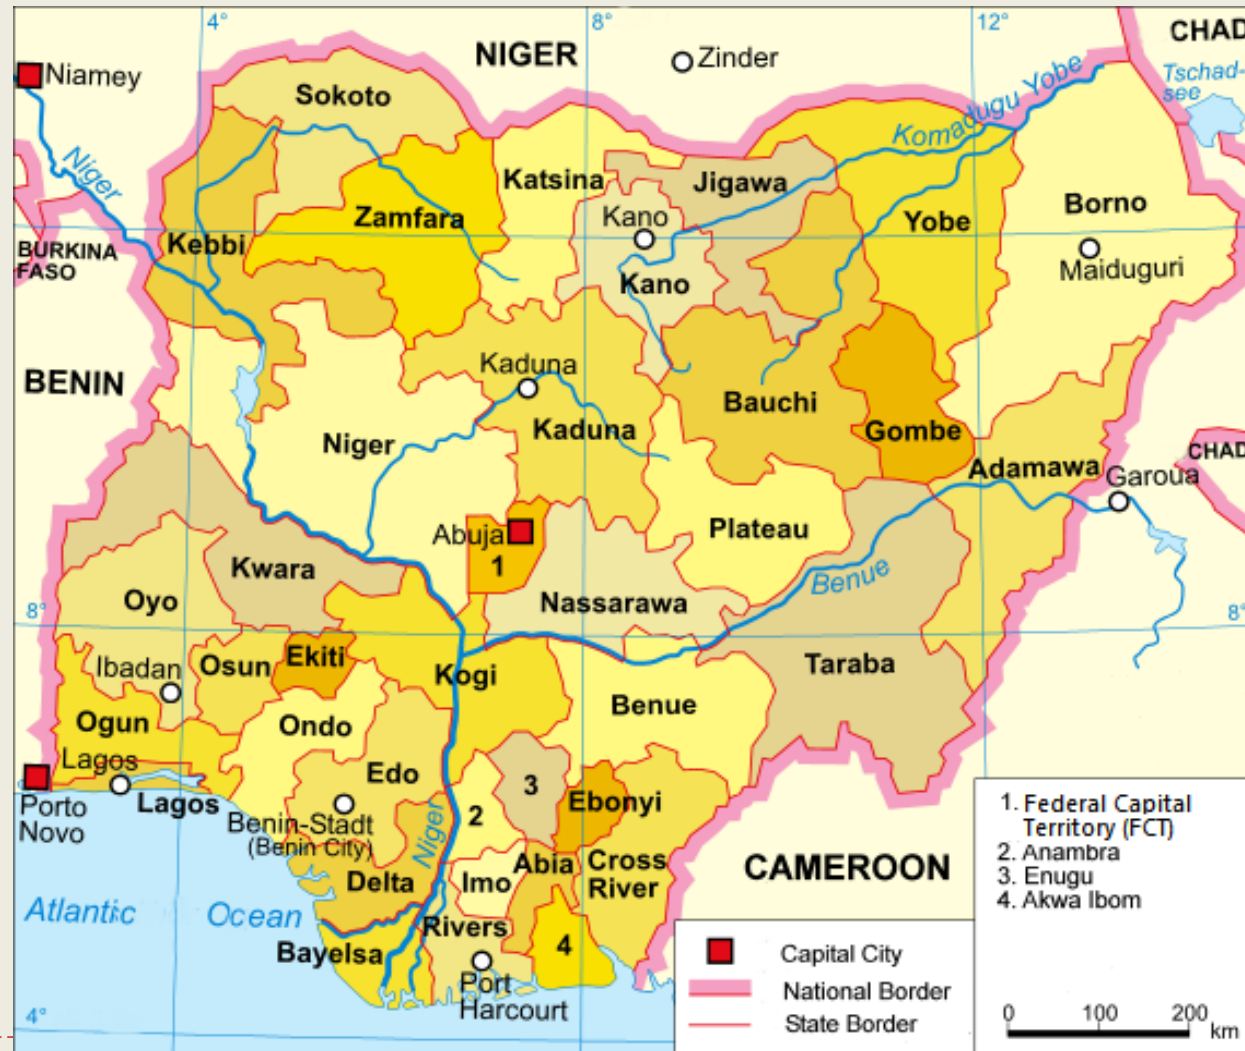 4°
8°
12°
CHAD
NIGER
Zinder
Niamey
Tschad-
see
Komadugu Yobe
Sokoto
Niger
Katsina
Jigawa
Borno
Kano
Zamfara
Yobe
Kebbi
BURKINA
FASO
Maiduguri
Kano
Kaduna
BENIN
Bauchi
Kaduna
Gombe
Niger
Adamawa
CHAD
Garoua
Abuja
Plateau
1
Kwara
Benue
Oyo
Nassarawa
8°
8°
Ekiti
Ibadan
Osun
Taraba
Kogi
Benue
Ogun
Ondo
Lagos
Edo
3
Ebonyi
Lagos
Porto
Novo
2
Niger
Benin-Stadt
(Benin City)
Abia
Cross
River
CAMEROON
Delta
Imo
Atlantic Ocean
Rivers
Bayelsa
4
Port
Harcourt
4°
1. Federal Capital
Territory (FCT)
2. Anambra
3. Enugu
4. Akwa Ibom
Capital City
National Border
State Border
0 100 200
km